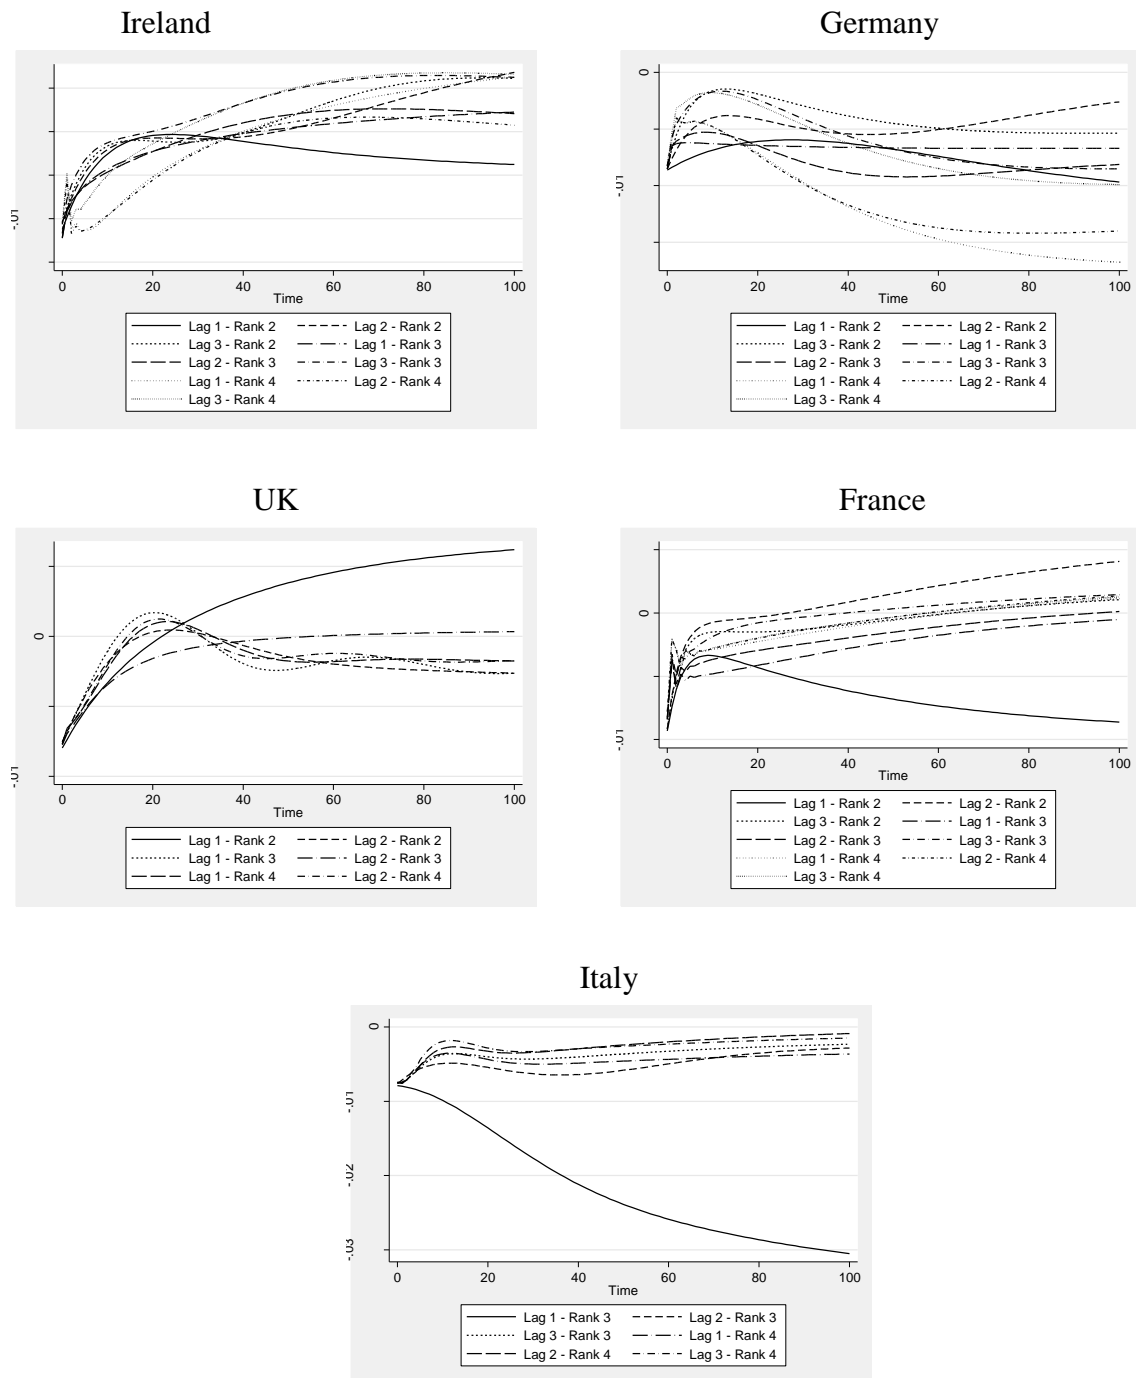 Ireland
-.01
0 20 40 60 80 100
Time
Lag 1 - Rank 2 Lag 2 - Rank 2
Lag 3 - Rank 2 Lag 1 - Rank 3
Lag 2 - Rank 3 Lag 3 - Rank 3
Lag 1 - Rank 4 Lag 2 - Rank 4
Lag 3 - Rank 4
Germany
0
-.01
0 20 40 60 80 100
Time
Lag 1 - Rank 2 Lag 2 - Rank 2
Lag 3 - Rank 2 Lag 1 - Rank 3
Lag 2 - Rank 3 Lag 3 - Rank 3
Lag 1 - Rank 4 Lag 2 - Rank 4
Lag 3 - Rank 4
UK
0
-.01
0 20 40 60 80 100
Time
Lag 1 - Rank 2 Lag 2 - Rank 2
Lag 1 - Rank 3 Lag 2 - Rank 3
Lag 1 - Rank 4 Lag 2 - Rank 4
France
0
-.01
0 20 40 60 80 100
Time
Lag 1 - Rank 2 Lag 2 - Rank 2
Lag 3 - Rank 2 Lag 1 - Rank 3
Lag 2 - Rank 3 Lag 3 - Rank 3
Lag 1 - Rank 4 Lag 2 - Rank 4
Lag 3 - Rank 4
Italy
0
-.01
-.02
-.03
0 20 40 60 80 100
Time
Lag 1 - Rank 3 Lag 2 - Rank 3
Lag 3 - Rank 3 Lag 1 - Rank 4
Lag 2 - Rank 4 Lag 3 - Rank 4